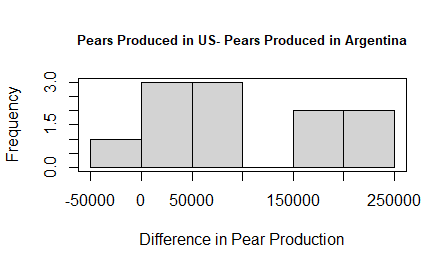 Pears Produced in US- Pears Produced in Argentina
Frequency
3.0
1.5
0.0
-50000 0 50000 150000 250000
Difference in Pear Production